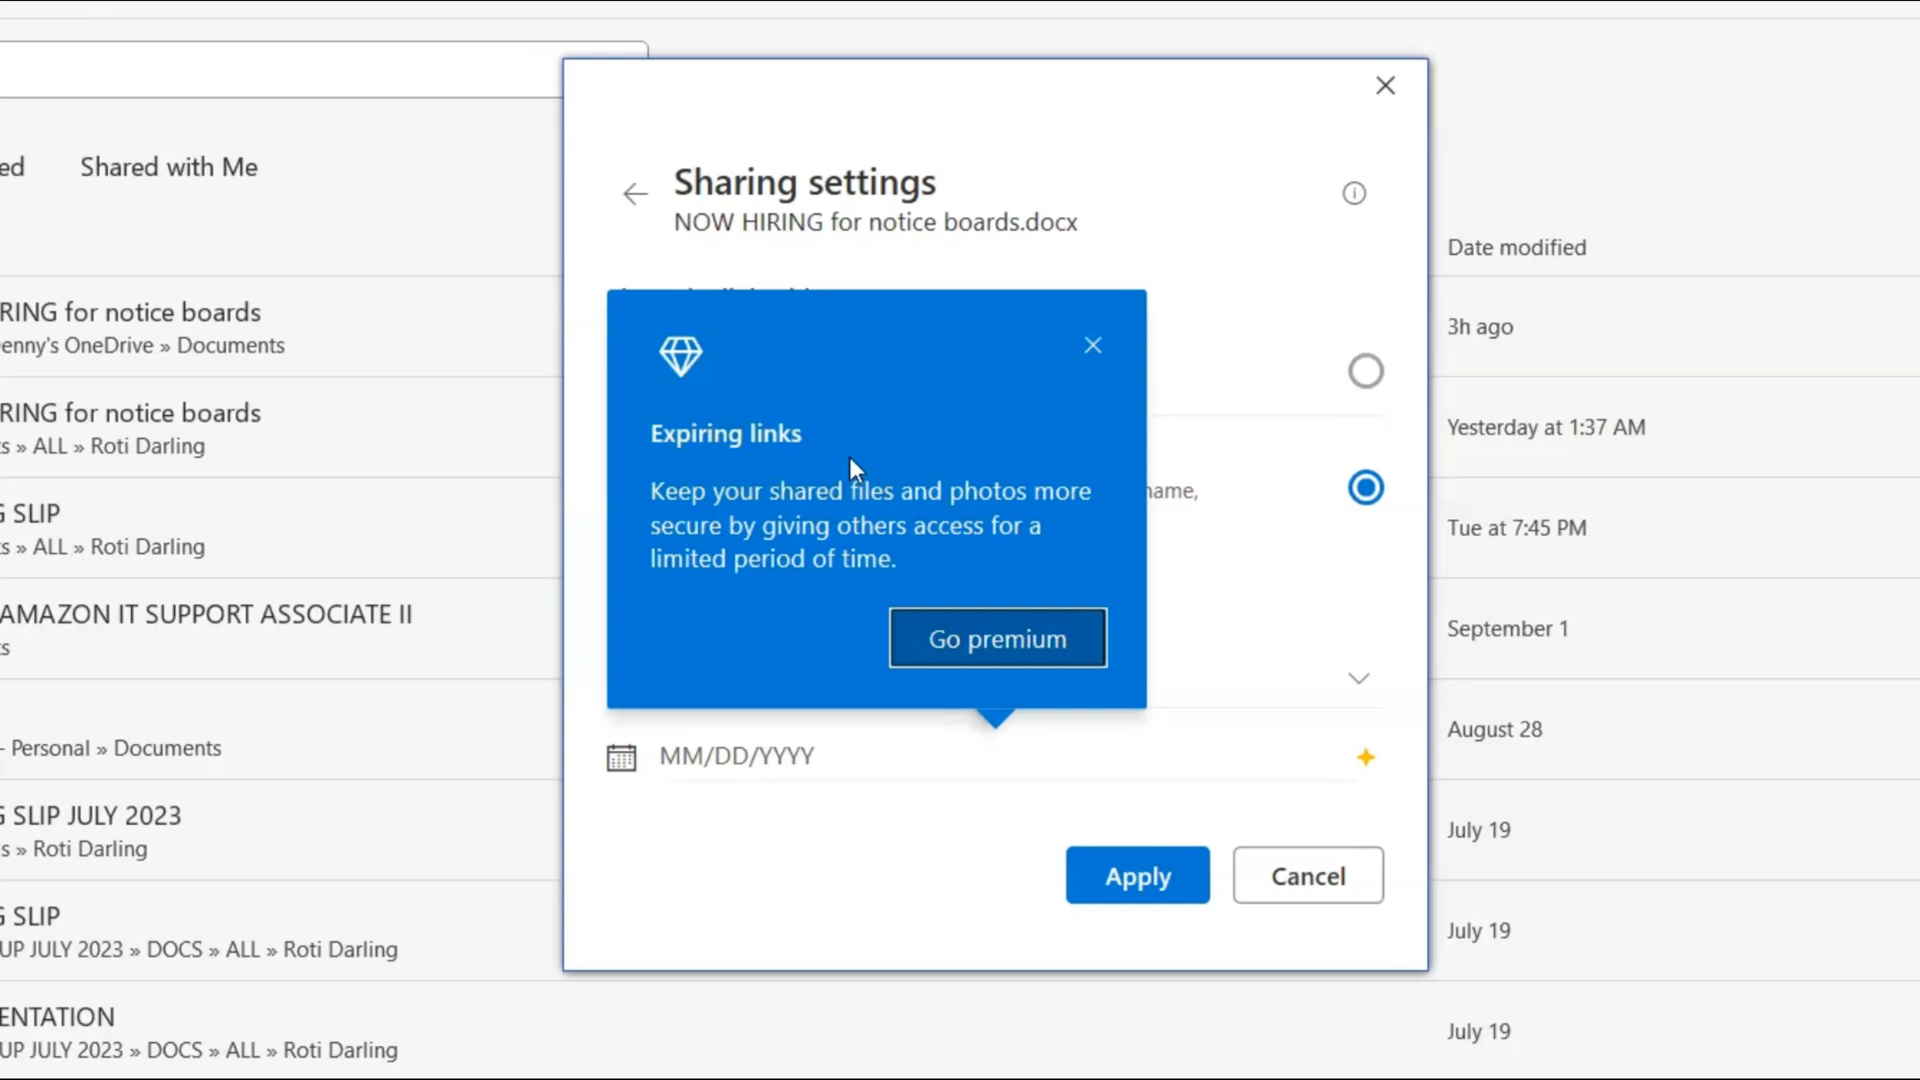 ed
Shared with Me
Sharing settings
NOW HIRING for notice boards.docx
Date modified
RING for notice boards
enny's OneDrive » Documents
3h ago
RING for notice boards
s » ALL » Roti Darling
Yesterday at 1:37 AM
G SLIP
s » ALL » Roti Darling
Tue at 7:45 PM
AMAZON IT SUPPORT ASSOCIATE II
s
September 1
- Personal » Documents
August 28
G SLIP JULY 2023
s » Roti Darling
July 19
G SLIP
UP JULY 2023 » DOCS » ALL » Roti Darling
July 19
ENTATION
UP JULY 2023 » DOCS » ALL » Roti Darling
July 19
Expiring links
Keep your shared files and photos more
secure by giving others access for a
limited period of time.
Go premium
name,
MM/DD/YYYY
Apply
Cancel